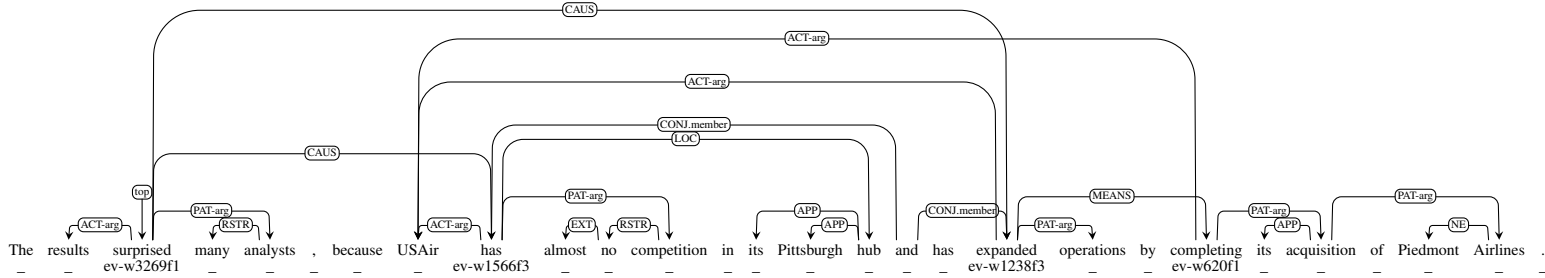 CAUS
ACT-arg
ACT-arg
CONJ.member
LOC
CAUS
top PAT-arg MEANS PAT-arg
PAT-arg RSTR ACT-arg EXT RSTR APP APP CONJ.member PAT-arg PAT-arg APP NE
ACT-arg
The results surprised many analysts , because USAir has almost no competition in its Pittsburgh hub and has expanded operations by completing its acquisition of Piedmont Airlines .
_ _ ev-w3269f1 _ _ _ _ _ ev-w1566f3 _ _ _ _ _ _ _ _ _ ev-w1238f3 _ _ ev-w620f1 _ _ _ _ _ _